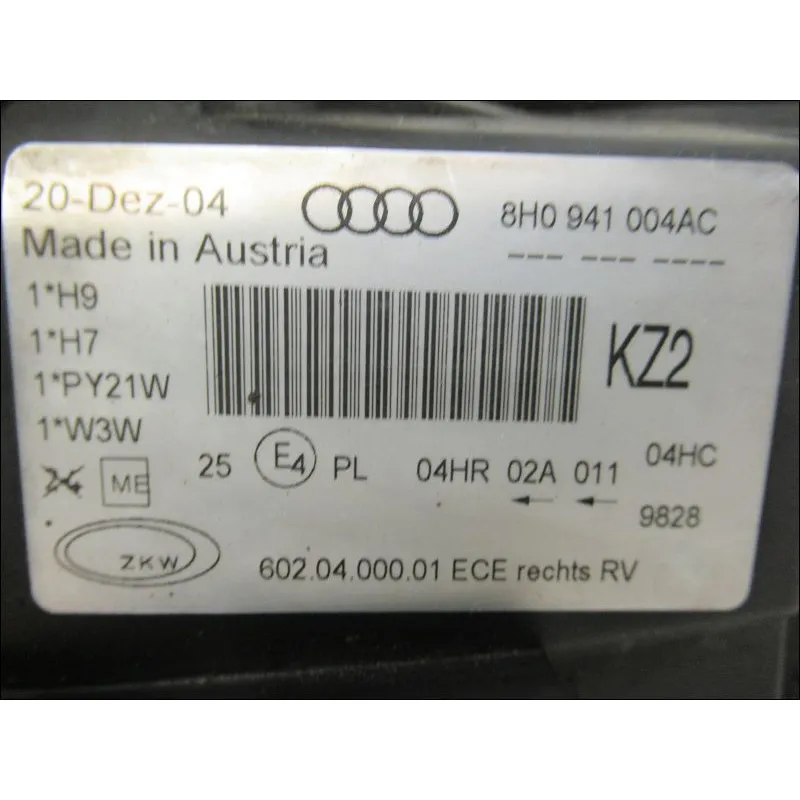 20-Dez-04
8H0 941 004AC
Made in Austria
--- --- ----
1*H9
1*H7
KZ2
1*PY21W
1*W3W
25 E4 PL 04HR 02A 011 04HC
ME
9828
ZKW
602.04.000.01 ECE rechts RV